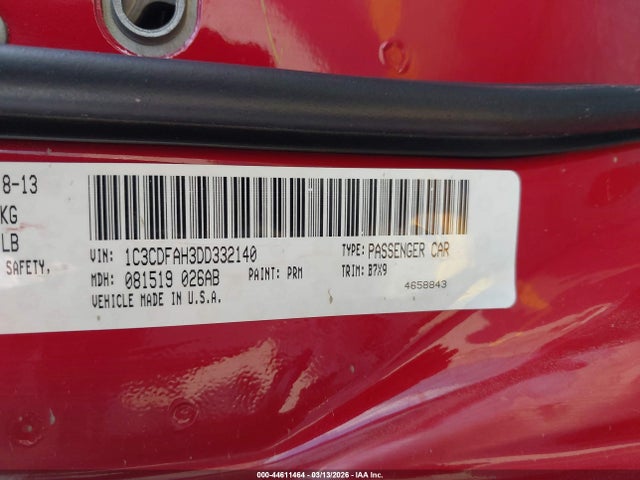 8-13
KG
LB
SAFETY,
VIN: 1C3CDFAH3DD332140
TYPE: PASSENGER CAR
MDH: 081519 026AB
PAINT: PRM
TRIM: B7X9
VEHICLE MADE IN U.S.A.
4658843
000-44611464 | 03/13/2026 - IAA Inc.